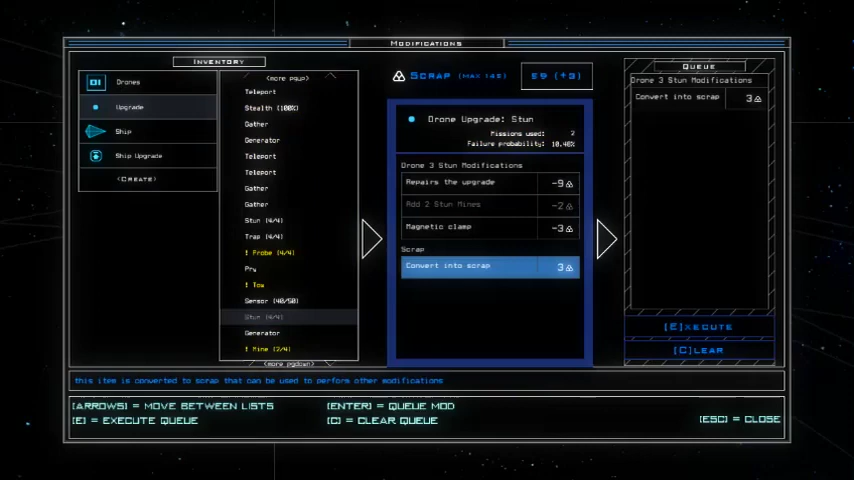 MODIFICATIONS
INVENTORY
Drones
Upgrade
Ship
Ship Upgrade
<CREATE>
(more pgup)
Teleport
Stealth (100%)
Gather
Generator
Teleport
Teleport
Gather
Gather
Stun (4/4)
Trap (4/4)
! Probe (4/4)
Pry
! Tow
Sensor (40/50)
Stun (4/4)
Generator
! Mine (2/4)
(more pgdown)
SCRAP (MAX 145)
59 (+3)
Drone Upgrade: Stun
Missions used: 2
Failure probability: 10.40%
Drone 3 Stun Modifications
Repairs the upgrade -9
Add 2 Stun Mines -2
Magnetic clamp -3
Scrap
Convert into scrap 3
QUEUE
Drone 3 Stun Modifications
Convert into scrap 3
[E]XECUTE
[C]LEAR
this item is converted to scrap that can be used to perform other modifications
[ARROWS] = MOVE BETWEEN LISTS
[ENTER] = QUEUE MOD
[E] = EXECUTE QUEUE
[C] = CLEAR QUEUE
[ESC] = CLOSE